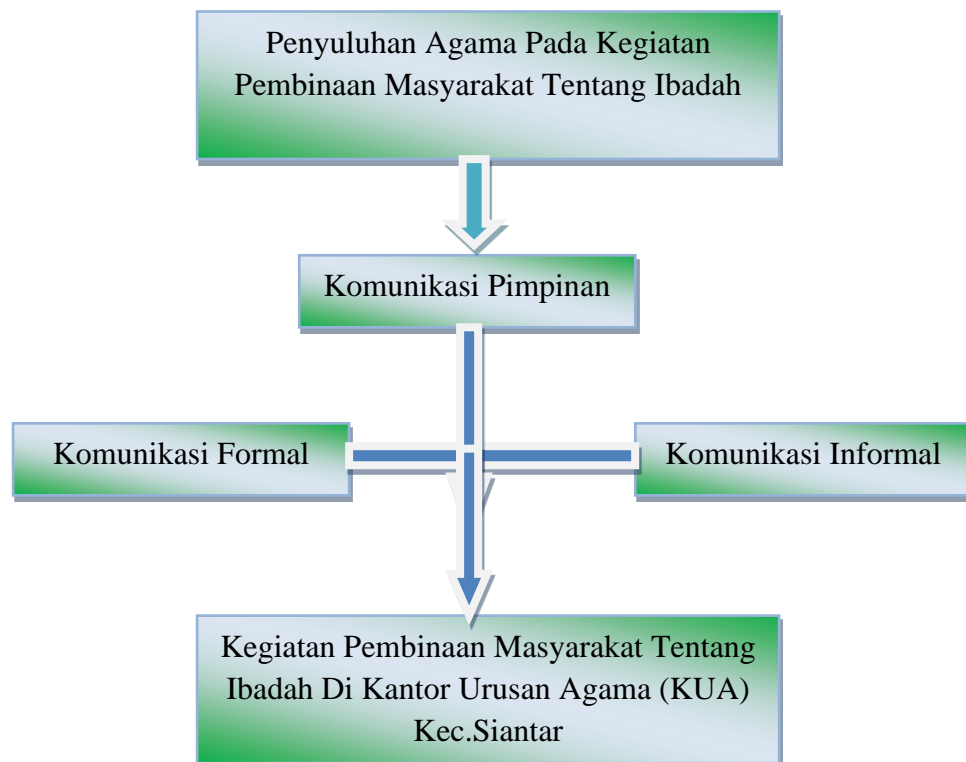 Penyuluhan Agama Pada Kegiatan
Pembinaan Masyarakat Tentang Ibadah
Komunikasi Pimpinan
Komunikasi Formal
Komunikasi Informal
Kegiatan Pembinaan Masyarakat Tentang
Ibadah Di Kantor Urusan Agama (KUA)
Kec.Siantar